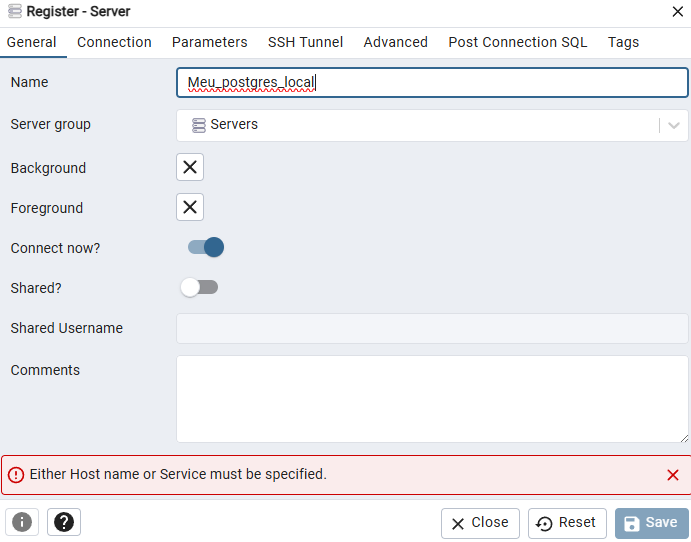 Register - Server
General Connection Parameters SSH Tunnel Advanced Post Connection SQL Tags
Name Meu_postgres_local
Server group Servers
Background
Foreground
Connect now?
Shared?
Shared Username
Comments
Either Host name or Service must be specified.
Close Reset Save